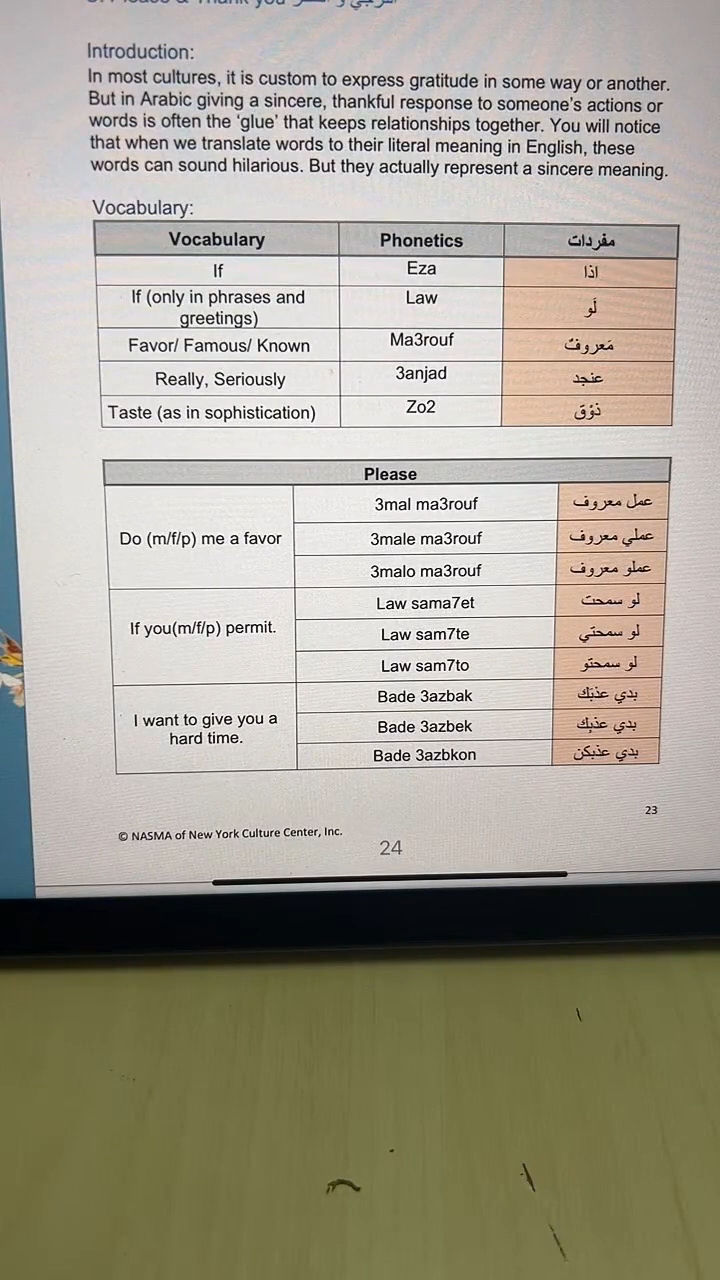 Introduction:
In most cultures, it is custom to express gratitude in some way or another.
But in Arabic giving a sincere, thankful response to someone's actions or
words is often the 'glue' that keeps relationships together. You will notice
that when we translate words to their literal meaning in English, these
words can sound hilarious. But they actually represent a sincere meaning.
Vocabulary:
Vocabulary Phonetics مفردات
If Eza اذا
If (only in phrases and
greetings) Law لَو
Favor/ Famous/ Known Ma3rouf مَعروفٌ
Really, Seriously 3anjad عنجد
Taste (as in sophistication) Zo2 ذوْق
Please
Do (m/f/p) me a favor
3mal ma3rouf عمل معروف
3male ma3rouf عملي معروف
3malo ma3rouf عملو معروف
If you(m/f/p) permit.
Law sama7et لو سمحت
Law sam7te لو سمحتي
Law sam7to لو سمحتو
I want to give you a
hard time.
Bade 3azbak بدي عذبَك
Bade 3azbek بدي عذبِك
Bade 3azbkon بدي عذبكن
23
© NASMA of New York Culture Center, Inc.
24